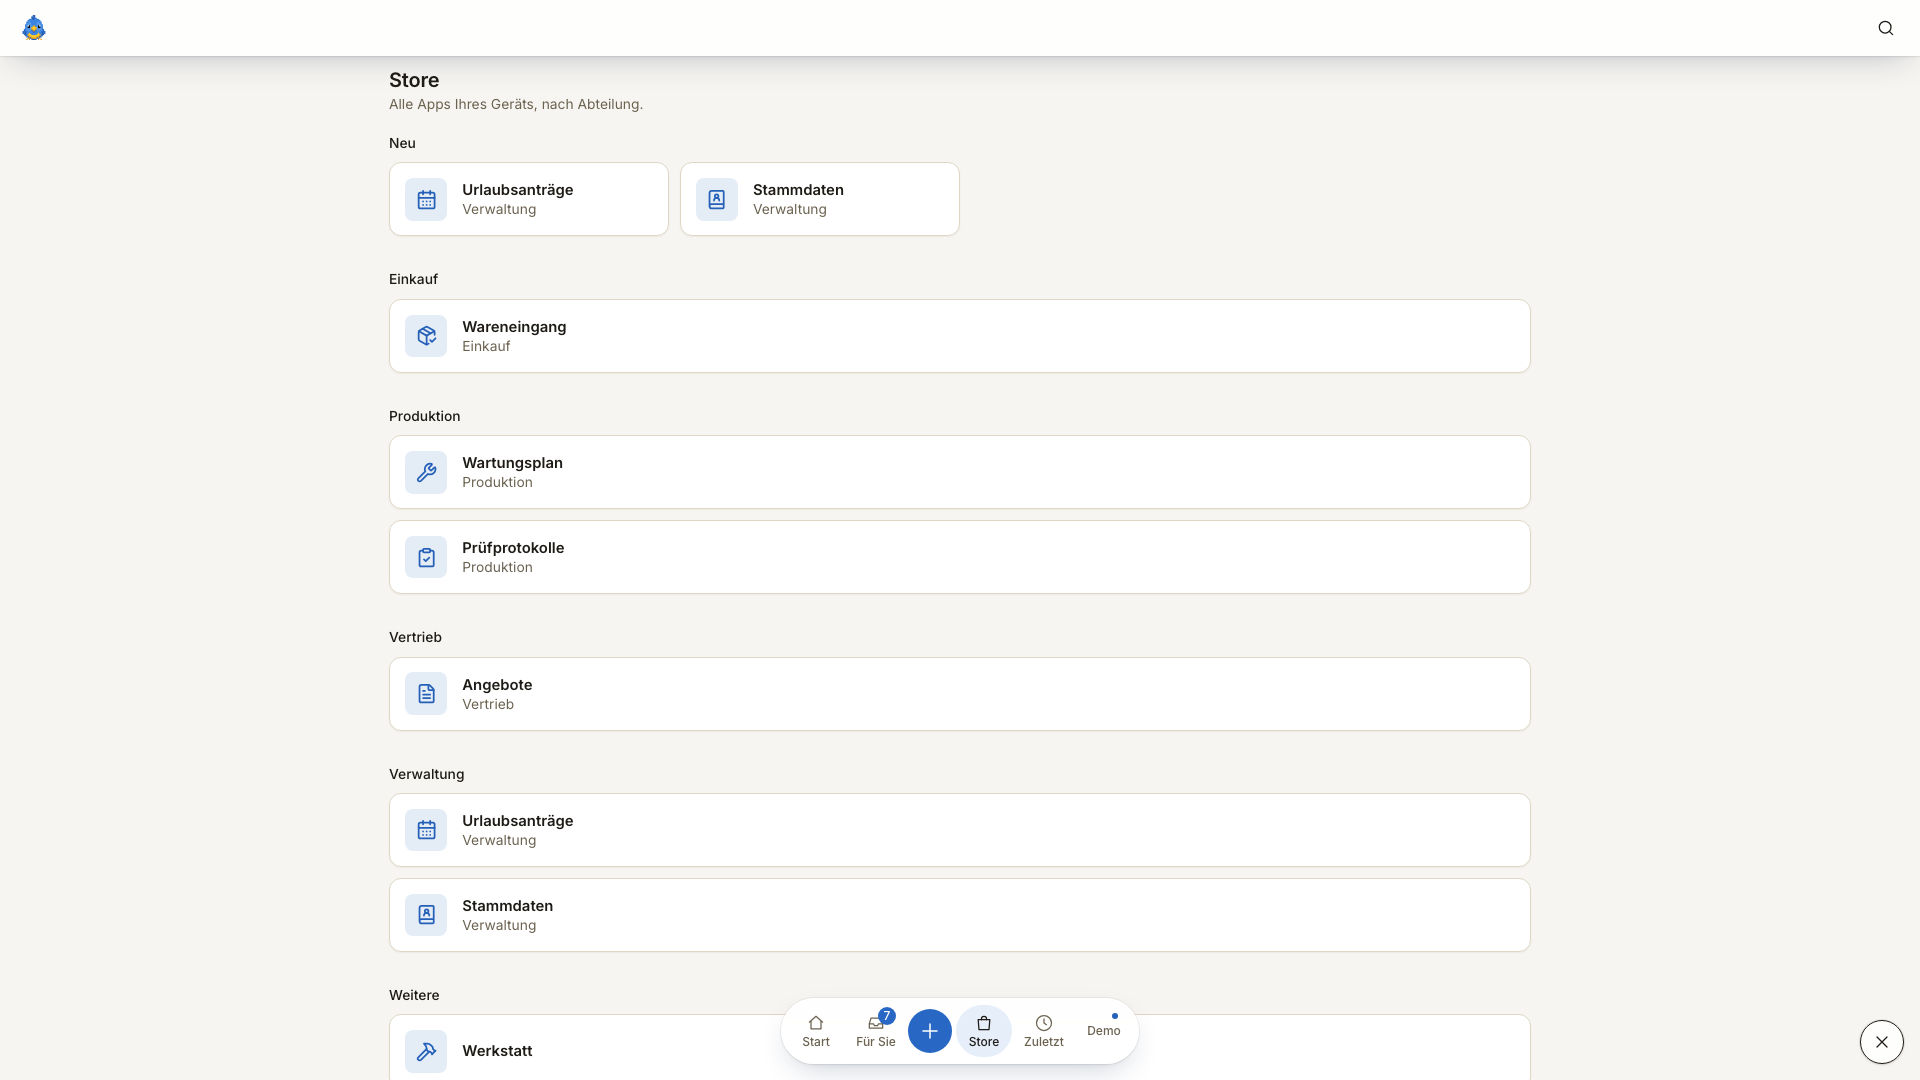 Store
Alle Apps Ihres Geräts, nach Abteilung.
Neu
Urlaubsanträge
Verwaltung
Stammdaten
Verwaltung
Einkauf
Wareneingang
Einkauf
Produktion
Wartungsplan
Produktion
Prüfprotokolle
Produktion
Vertrieb
Angebote
Vertrieb
Verwaltung
Urlaubsanträge
Verwaltung
Stammdaten
Verwaltung
Weitere
Werkstatt
7
Start
Für Sie
Store
Zuletzt
Demo